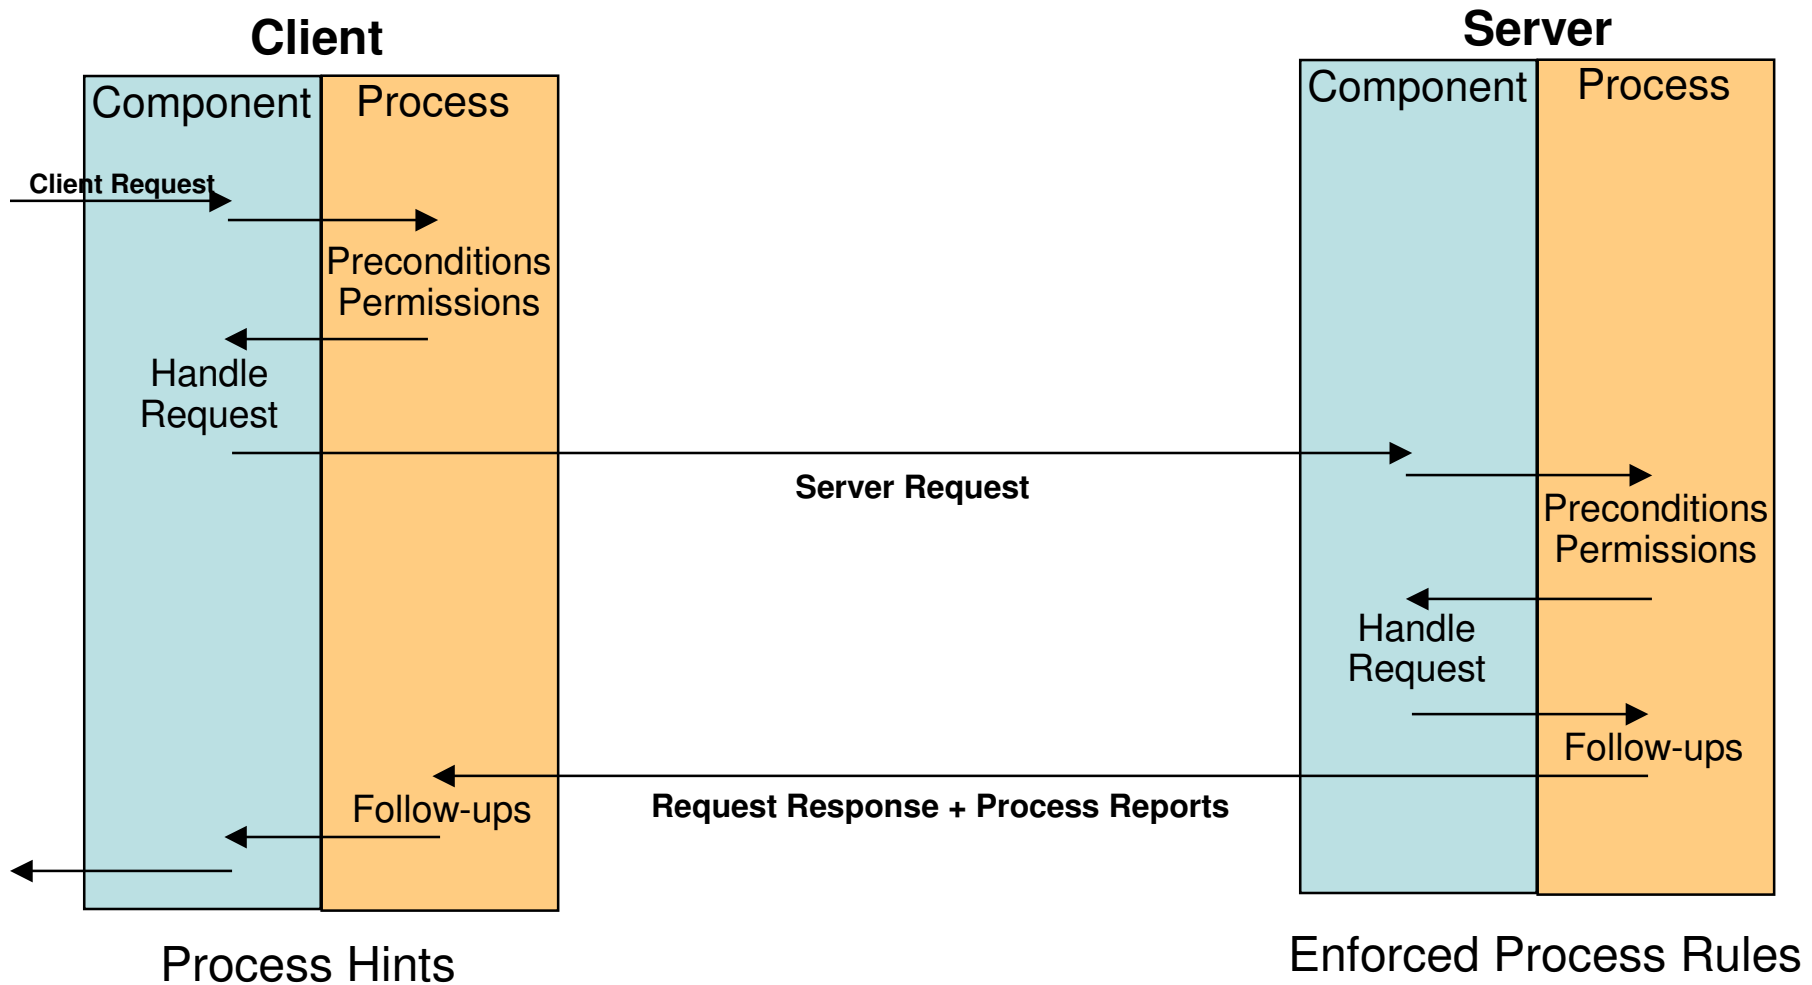 Client
Server
Component
Process
Component
Process
Client Request
Preconditions
Permissions
Handle
Request
Server Request
Preconditions
Permissions
Handle
Request
Follow-ups
Request Response + Process Reports
Follow-ups
Process Hints
Enforced Process Rules